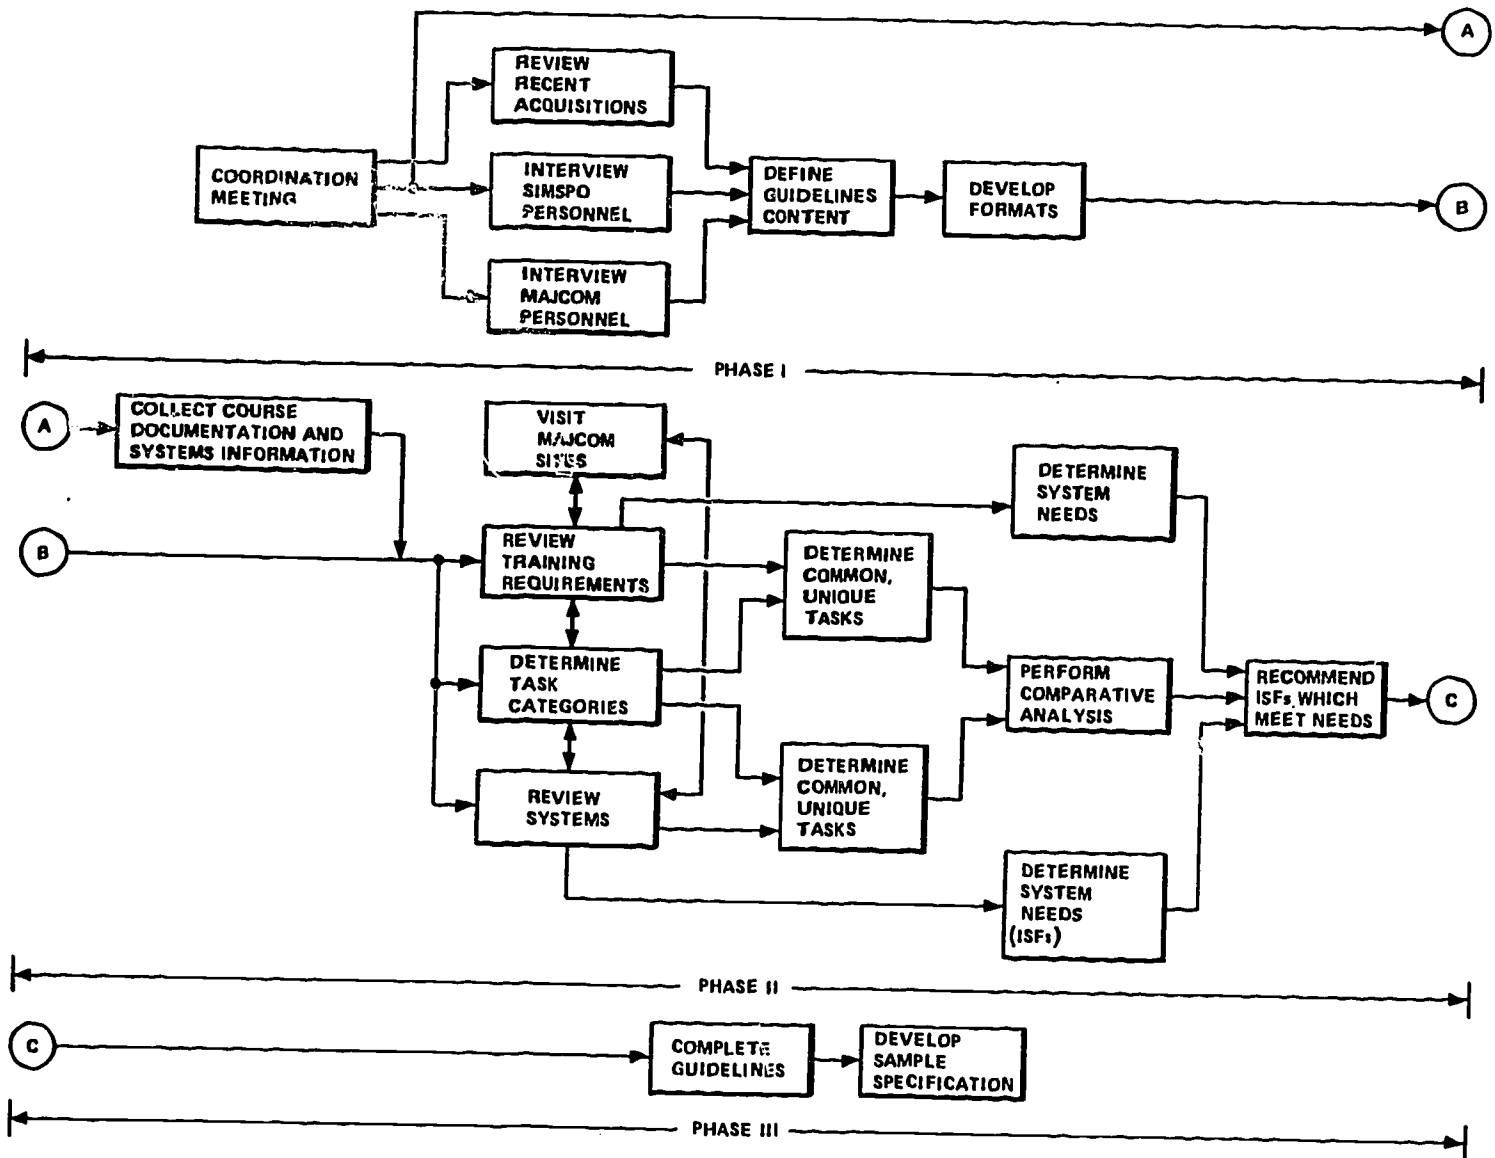 A
REVIEW
RECENT
ACQUISITIONS
COORDINATION
MEETING
INTERVIEW
SIMSPO
PERSONNEL
DEFINE
GUIDELINES
CONTENT
DEVELOP
FORMATS
B
INTERVIEW
MAJCOM
PERSONNEL
PHASE I
A
COLLECT COURSE
DOCUMENTATION AND
SYSTEMS INFORMATION
VISIT
MAJCOM
SITES
DETERMINE
SYSTEM
NEEDS
B
REVIEW
TRAINING
REQUIREMENTS
DETERMINE
COMMON,
UNIQUE
TASKS
DETERMINE
TASK
CATEGORIES
PERFORM
COMPARATIVE
ANALYSIS
RECOMMEND
ISFs WHICH
MEET NEEDS
C
REVIEW
SYSTEMS
DETERMINE
COMMON,
UNIQUE
TASKS
DETERMINE
SYSTEM
NEEDS
(ISFs)
PHASE II
C
COMPLETE
GUIDELINES
DEVELOP
SAMPLE
SPECIFICATION
PHASE III